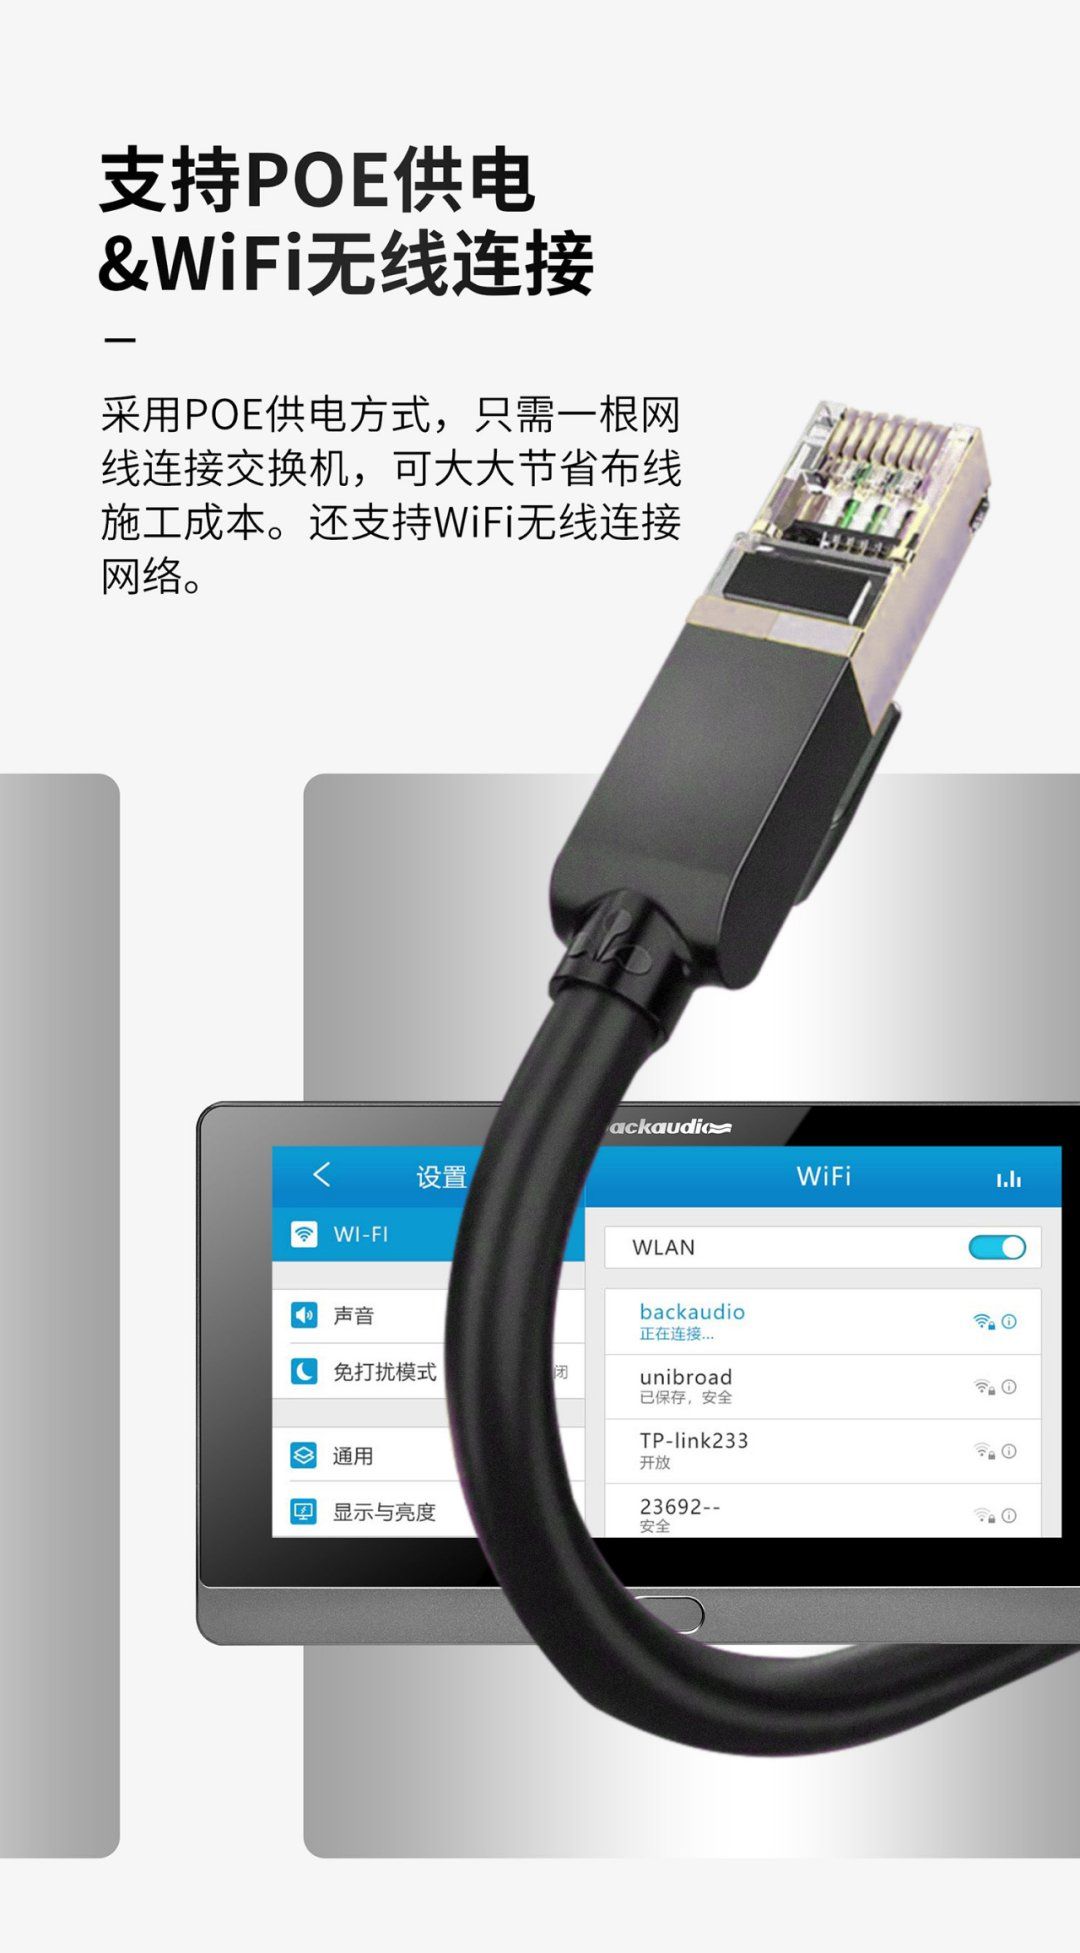 支持POE供电
&WiFi无线连接
采用POE供电方式，只需一根网
线连接交换机，可大大节省布线
施工成本。还支持WiFi无线连接
网络。
ackaudio
设置
WiFi
WI-FI
WLAN
声音
免打扰模式
闭
通用
显示与亮度
backaudio
正在连接...
unibroad
已保存，安全
TP-link233
开放
23692--
安全